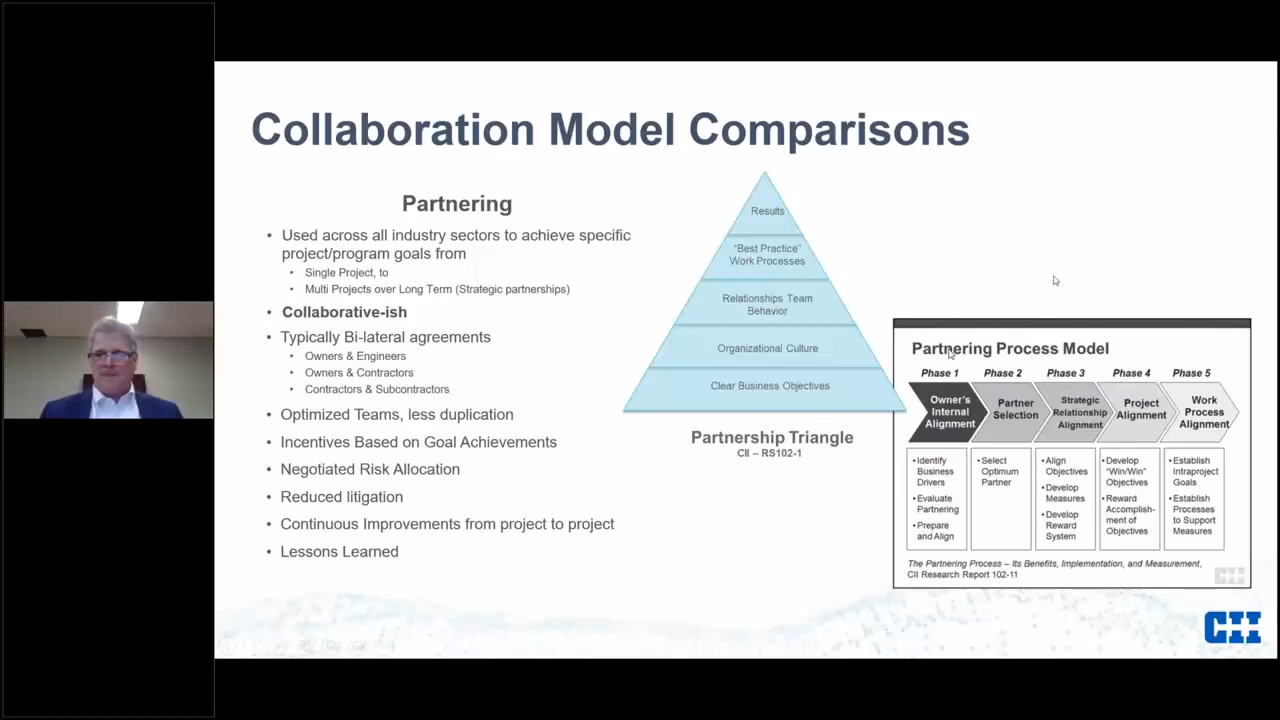 Collaboration Model Comparisons
Partnering
• Used across all industry sectors to achieve specific
project/program goals from
• Single Project, to
• Multi Projects over Long Term (Strategic partnerships)
• Collaborative-ish
• Typically Bi-lateral agreements
• Owners & Engineers
• Owners & Contractors
• Contractors & Subcontractors
• Optimized Teams, less duplication
• Incentives Based on Goal Achievements
• Negotiated Risk Allocation
• Reduced litigation
• Continuous Improvements from project to project
• Lessons Learned
Results
“Best Practice”
Work Processes
Relationships Team
Behavior
Organizational Culture
Clear Business Objectives
Partnership Triangle
CII – RS102-1
Partnering Process Model
Phase 1
Phase 2
Phase 3
Phase 4
Phase 5
Owner's
Internal
Alignment
Partner
Selection
Strategic
Relationship
Alignment
Project
Alignment
Work
Process
Alignment
• Identify
Business
Drivers
• Evaluate
Partnering
• Prepare
and Align
• Select
Optimum
Partner
• Align
Objectives
• Develop
Measures
• Develop
Reward
System
• Develop
“Win/Win”
Objectives
• Reward
Accomplish-
ment of
Objectives
• Establish
Intraproject
Goals
• Establish
Processes
to Support
Measures
The Partnering Process – Its Benefits, Implementation, and Measurement,
CII Research Report 102-11
CII
CII